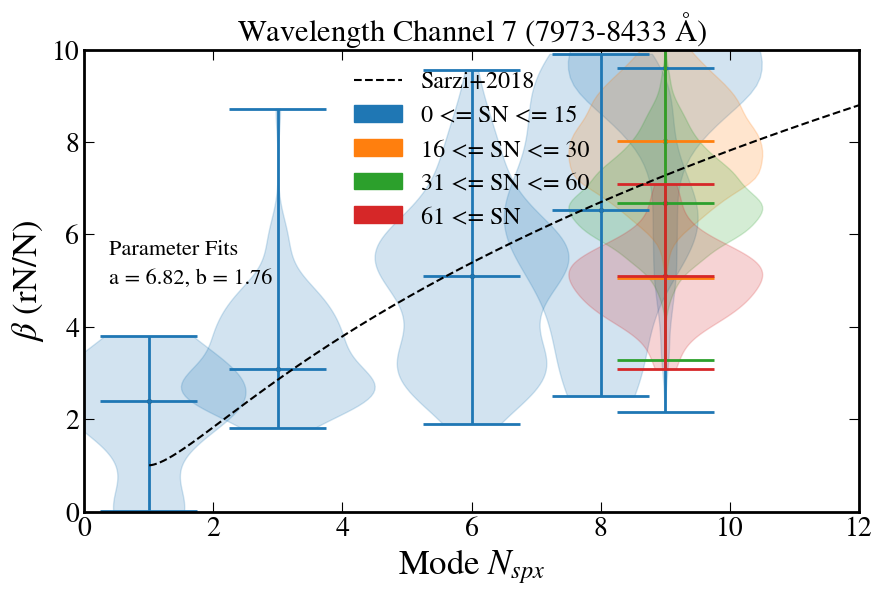 Wavelength Channel 7 (7973-8433 Å)
10
8
6
4
2
0
β (rN/N)
Sarzi+2018
0 <= SN <= 15
16 <= SN <= 30
31 <= SN <= 60
61 <= SN
Parameter Fits
a = 6.82, b = 1.76
0 2 4 6 8 10 12
Mode N_{spx}